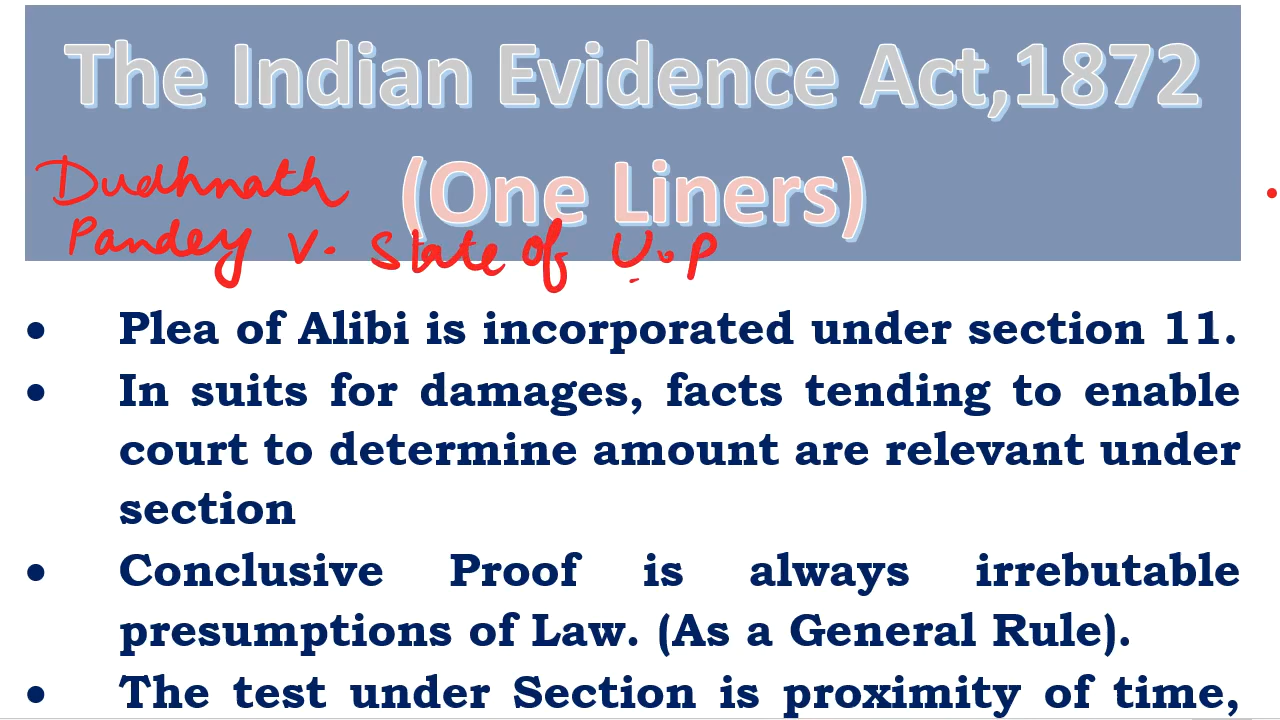 The Indian Evidence Act,1872
(One Liners)
Dudhnath
Pandey v. State of U.P
• Plea of Alibi is incorporated under section 11.
• In suits for damages, facts tending to enable
court to determine amount are relevant under
section
• Conclusive Proof is always irrebutable
presumptions of Law. (As a General Rule).
• The test under Section is proximity of time,